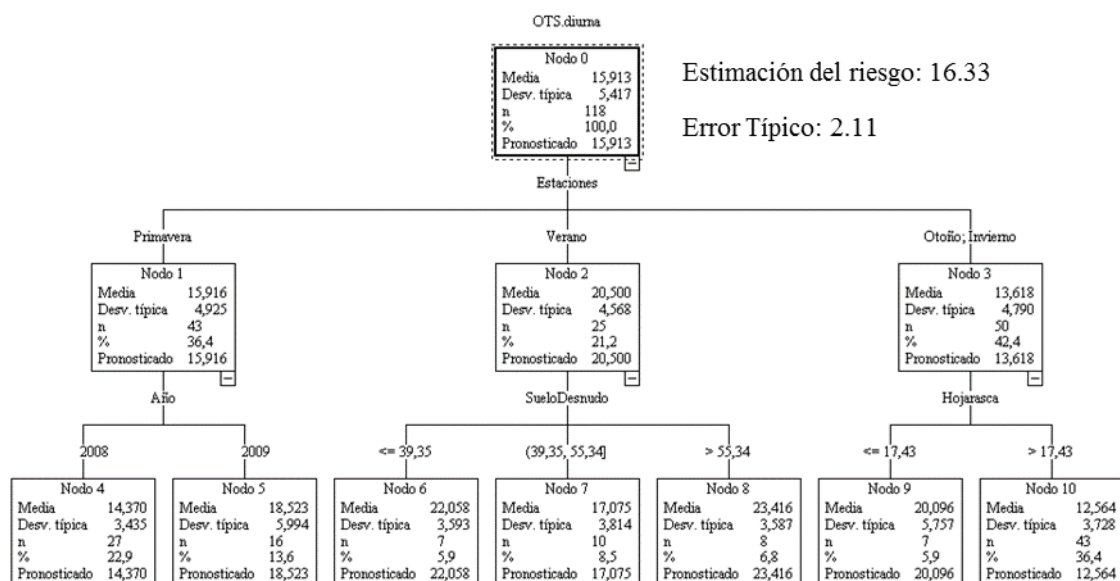 OTS.diurna
Nodo 0
Media 15,913
Desv. típica 5,417
n 118
% 100,0
Pronosticado 15,913
Estimación del riesgo: 16.33
Error Típico: 2.11
Estaciones
Primavera
Verano
Otoño; Invierno
Nodo 1
Media 15,916
Desv. típica 4,925
n 43
% 36,4
Pronosticado 15,916
Nodo 2
Media 20,500
Desv. típica 4,568
n 25
% 21,2
Pronosticado 20,500
Nodo 3
Media 13,618
Desv. típica 4,790
n 50
% 42,4
Pronosticado 13,618
Año
SueloDesnudo
Hojarasca
2008
2009
<= 39,35
(39,35, 55,34]
> 55,34
<= 17,43
> 17,43
Nodo 4
Media 14,370
Desv. típica 3,435
n 27
% 22,9
Pronosticado 14,370
Nodo 5
Media 18,523
Desv. típica 5,994
n 16
% 13,6
Pronosticado 18,523
Nodo 6
Media 22,058
Desv. típica 3,593
n 7
% 5,9
Pronosticado 22,058
Nodo 7
Media 17,075
Desv. típica 3,814
n 10
% 8,5
Pronosticado 17,075
Nodo 8
Media 23,416
Desv. típica 3,587
n 8
% 6,8
Pronosticado 23,416
Nodo 9
Media 20,096
Desv. típica 5,757
n 7
% 5,9
Pronosticado 20,096
Nodo 10
Media 12,564
Desv. típica 3,728
n 43
% 36,4
Pronosticado 12,564